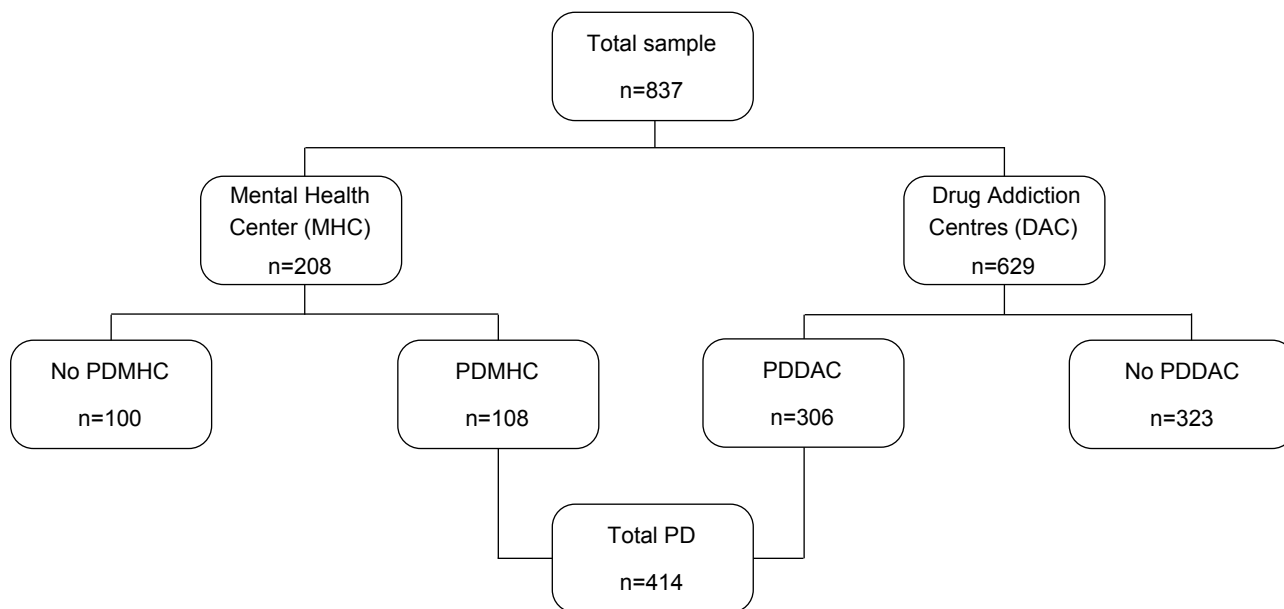 Total sample
n=837
Mental Health
Center (MHC)
n=208
Drug Addiction
Centres (DAC)
n=629
No PDMHC
n=100
PDMHC
n=108
PDDAC
n=306
No PDDAC
n=323
Total PD
n=414